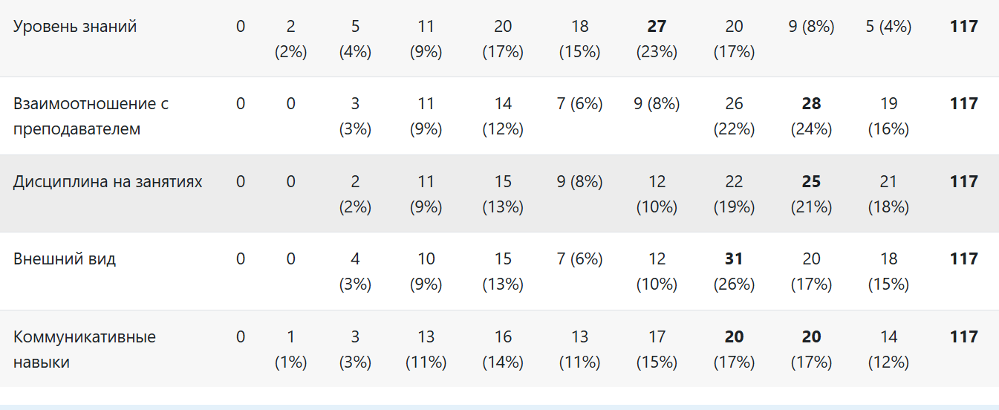 Уровень знаний 0 2 5 11 20 18 27 20 9 (8%) 5 (4%) 117
(2%) (4%) (9%) (17%) (15%) (23%) (17%)
Взаимоотношение с 0 0 3 11 14 7 (6%) 9 (8%) 26 28 19 117
преподавателем (3%) (9%) (12%) (22%) (24%) (16%)
Дисциплина на занятиях 0 0 2 11 15 9 (8%) 12 22 25 21 117
(2%) (9%) (13%) (10%) (19%) (21%) (18%)
Внешний вид 0 0 4 10 15 7 (6%) 12 31 20 18 117
(3%) (9%) (13%) (10%) (26%) (17%) (15%)
Коммуникативные 0 1 3 13 16 13 17 20 20 14 117
навыки (1%) (3%) (11%) (14%) (11%) (15%) (17%) (17%) (12%)